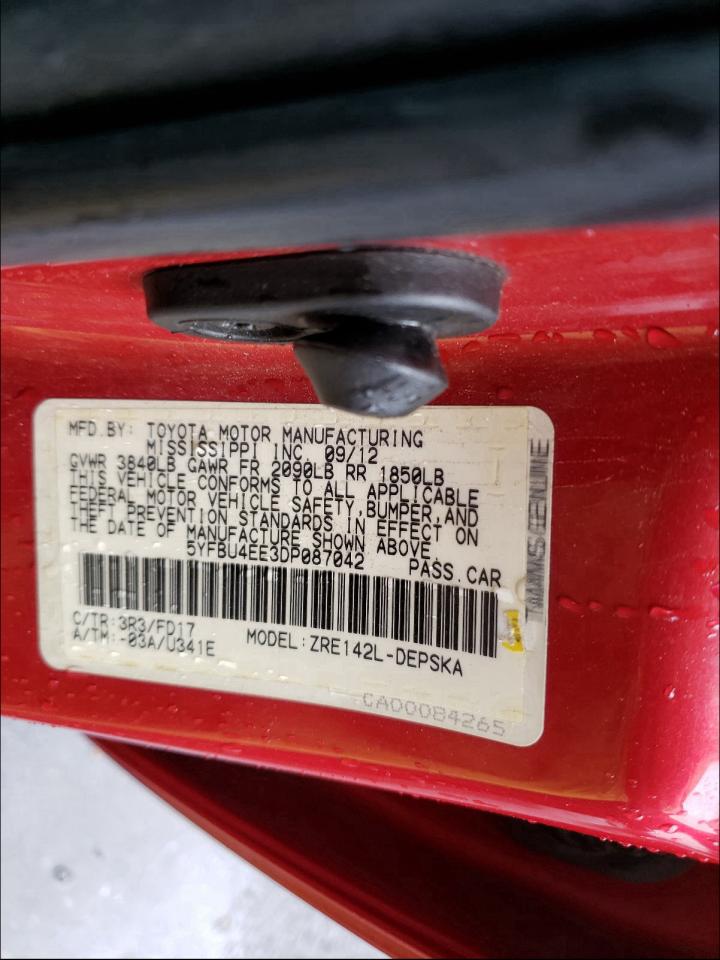 MFD.BY: TOYOTA MOTOR MANUFACTURING
MISSISSIPPI INC. 09/12
GVWR 3840LB GAWR FR 2090LB RR 1850LB
THIS VEHICLE CONFORMS TO ALL APPLICABLE
FEDERAL MOTOR VEHICLE SAFETY,BUMPER,AND
THEFT PREVENTION STANDARDS IN EFFECT ON
THE DATE OF MANUFACTURE SHOWN ABOVE.
5YFBU4EE3DP087042 PASS.CAR
C/TR:3R3/FD17
A/TM:-03A/U341E MODEL:ZRE142L-DEPSKA
CA00084265
GENUINE